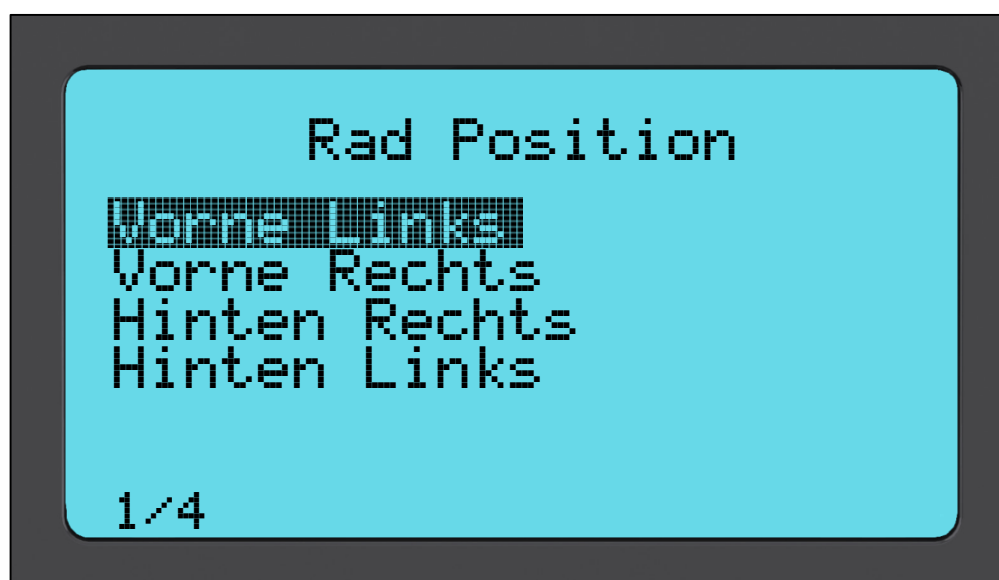 Rad Position
Vorne Links
Vorne Rechts
Hinten Rechts
Hinten Links
1/4